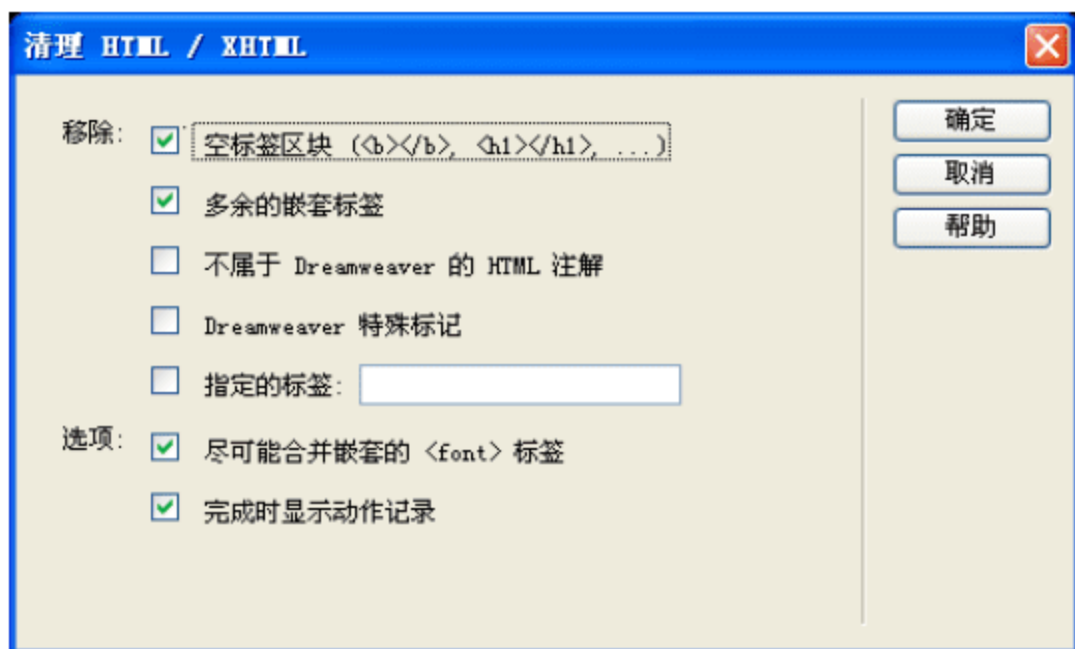 清理 HTML / XHTML
移除: 空标签区块 (<b></b>, <h1></h1>, ...)
多余的嵌套标签
不属于 Dreamweaver 的 HTML 注解
Dreamweaver 特殊标记
指定的标签:
选项: 尽可能合并嵌套的 <font> 标签
完成时显示动作记录
确定
取消
帮助